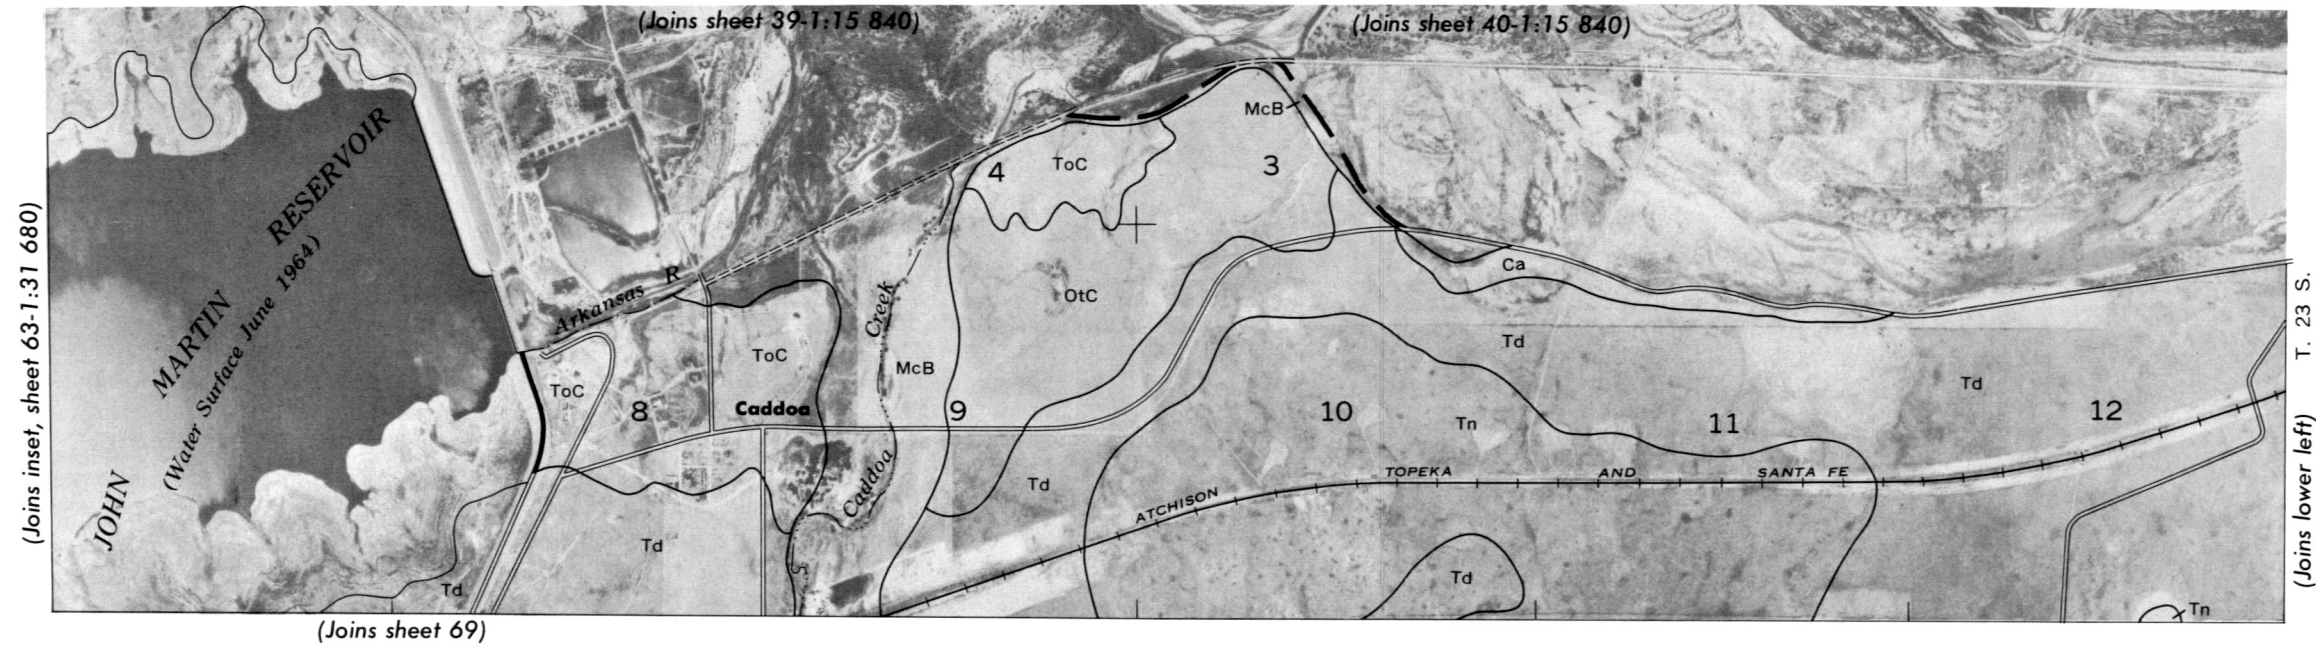 (Joins sheet 39-1:15 840)
(Joins sheet 40-1:15 840)
(Joins inset, sheet 63-1:31 680)
JOHN MARTIN RESERVOIR
(Water Surface June 1964)
McB
4
ToC
3
Arkansas R
Ca
OtC
Creek
ToC
McB
Td
ToC
8
Caddoa
9
10
Tn
11
Td
12
T. 23 S.
Caddoa
Td
ATCHISON TOPEKA AND SANTA FE
Td
Td
Td
Tn
(Joins lower left)
(Joins sheet 69)